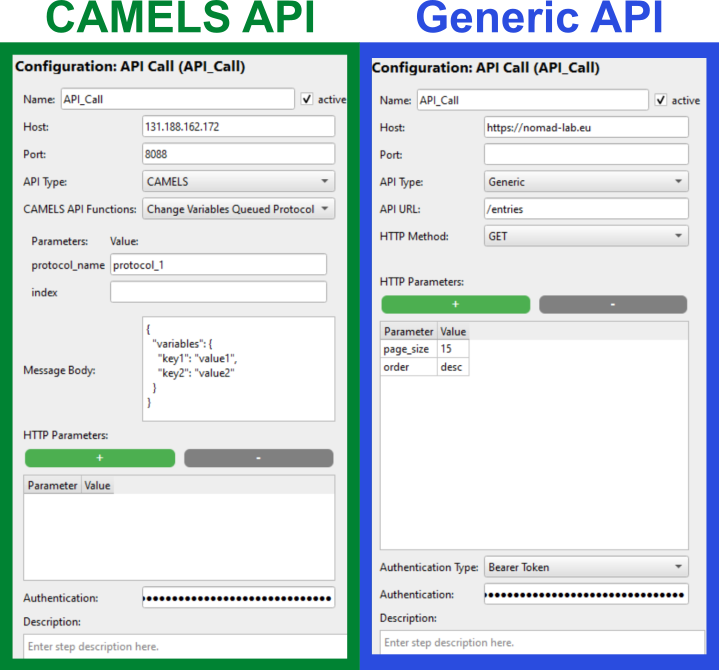 CAMELS API
Configuration: API Call (API_Call)
Name: API_Call active
Host: 131.188.162.172
Port: 8088
API Type: CAMELS
CAMELS API Functions: Change Variables Queued Protocol
Parameters: Value:
protocol_name protocol_1
index
Message Body:
{
"variables": {
"key1": "value1",
"key2": "value2"
}
}
HTTP Parameters:
+ -
Parameter Value
Authentication: ••••••••••••••••••••••••••••••
Description:
Enter step description here.
Generic API
Configuration: API Call (API_Call)
Name: API_Call active
Host: https://nomad-lab.eu
Port:
API Type: Generic
API URL: /entries
HTTP Method: GET
HTTP Parameters:
+ -
Parameter Value
page_size 15
order desc
Authentication Type: Bearer Token
Authentication: ••••••••••••••••••••••••••••••
Description:
Enter step description here.